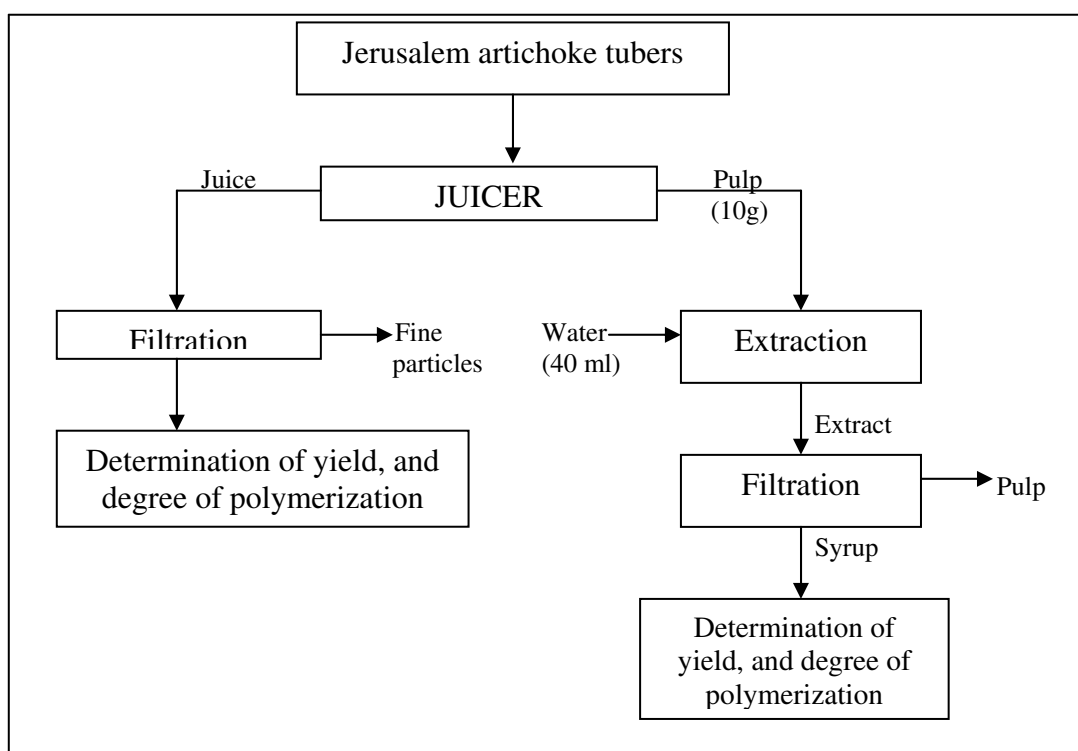 Jerusalem artichoke tubers
Juice
JUICER
Pulp
(10g)
Filtration
Fine
particles
Determination of yield, and
degree of polymerization
Water
(40 ml)
Extraction
Extract
Filtration
Pulp
Syrup
Determination of
yield, and degree of
polymerization